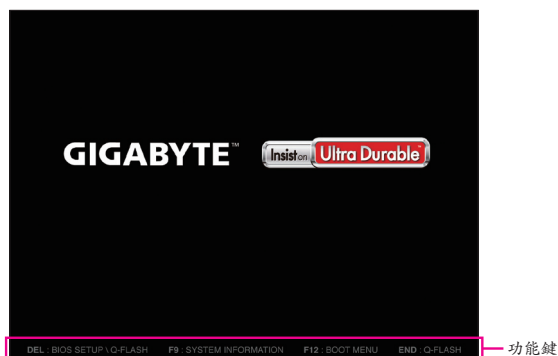 GIGABYTE™
Insist on Ultra Durable™
DEL : BIOS SETUP \ Q-FLASH F9 : SYSTEM INFORMATION F12 : BOOT MENU END : Q-FLASH
功能鍵